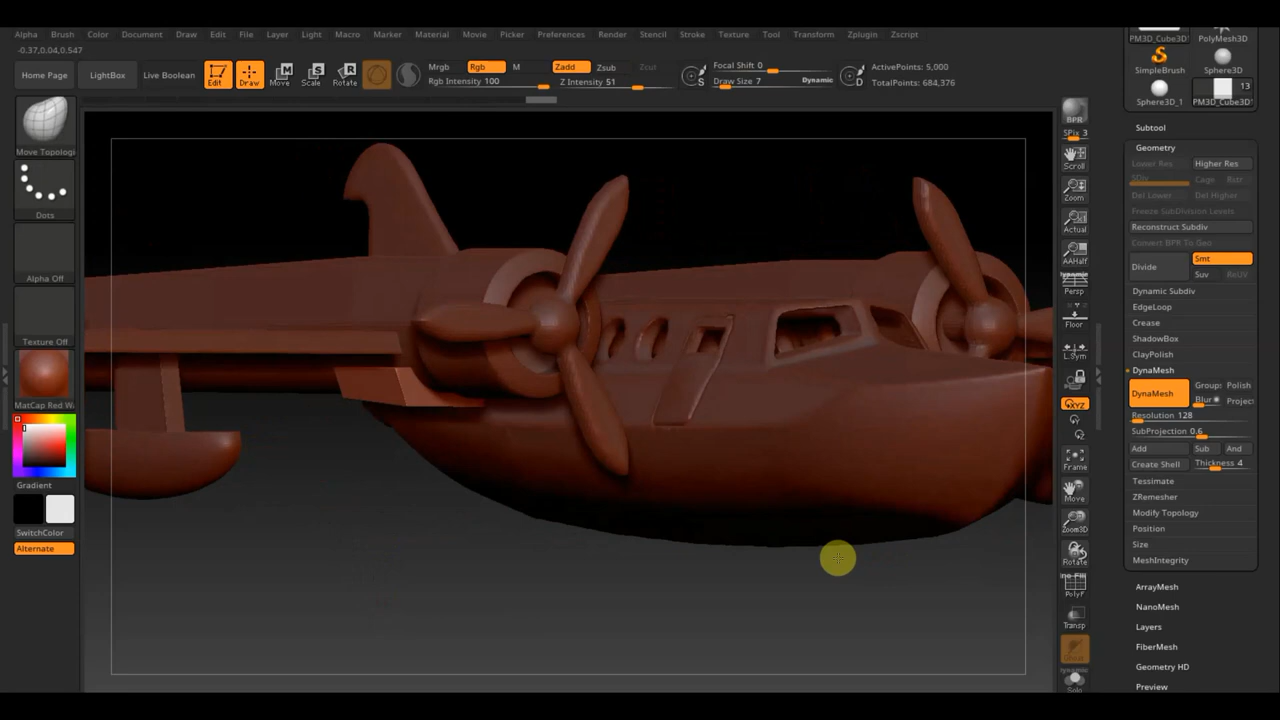 Alpha Brush Color Document Draw Edit File Layer Light Macro Marker Material Movie Picker Preferences Render Stencil Stroke Texture Tool Transform Zplugin Zscript
-0.37,0.04,0.547
Home Page
LightBox
Live Boolean
Edit
Draw
Move
Scale
Rotate
Mrgb Rgb M
Rgb Intensity 100
Zadd Zsub Zcut
Z Intensity 51
S
Focal Shift 0
Draw Size 7
Dynamic
D
ActivePoints: 5,000
TotalPoints: 684,376
Move Topologi
Dots
Alpha Off
Texture Off
MatCap Red W
Gradient
SwitchColor
Alternate
BPR
SPix 3
Scroll
Zoom
Actual
AAHalf
Dynamic
Persp
Floor
L.Sym
XYZ
Y
Z
Frame
Move
Zoom3D
Rotate
PolyF
Transp
Dynamic
Solo
PM3D_Cube3D
PolyMesh3D
SimpleBrush
Sphere3D
13
Sphere3D_1
PM3D_Cube3D
Subtool
Geometry
Lower Res Higher Res
SDiv Cage Rstr
Del Lower Del Higher
Freeze SubDivision Levels
Reconstruct Subdiv
Convert BPR To Geo
Divide
Smt
Suv ReUV
Dynamic Subdiv
EdgeLoop
Crease
ShadowBox
ClayPolish
DynaMesh
DynaMesh
Groups Polish
Blur Projec
Resolution 128
SubProjection 0.6
Add Sub And
Create Shell Thickness 4
Tessimate
ZRemesher
Modify Topology
Position
Size
MeshIntegrity
ArrayMesh
NanoMesh
Layers
FiberMesh
Geometry HD
Preview